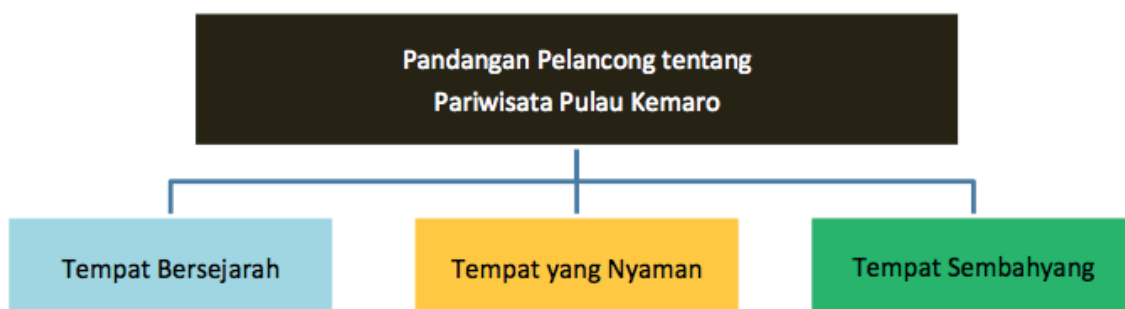 Pandangan Pelancong tentang
Pariwisata Pulau Kemaro
Tempat Bersejarah
Tempat yang Nyaman
Tempat Sembahyang